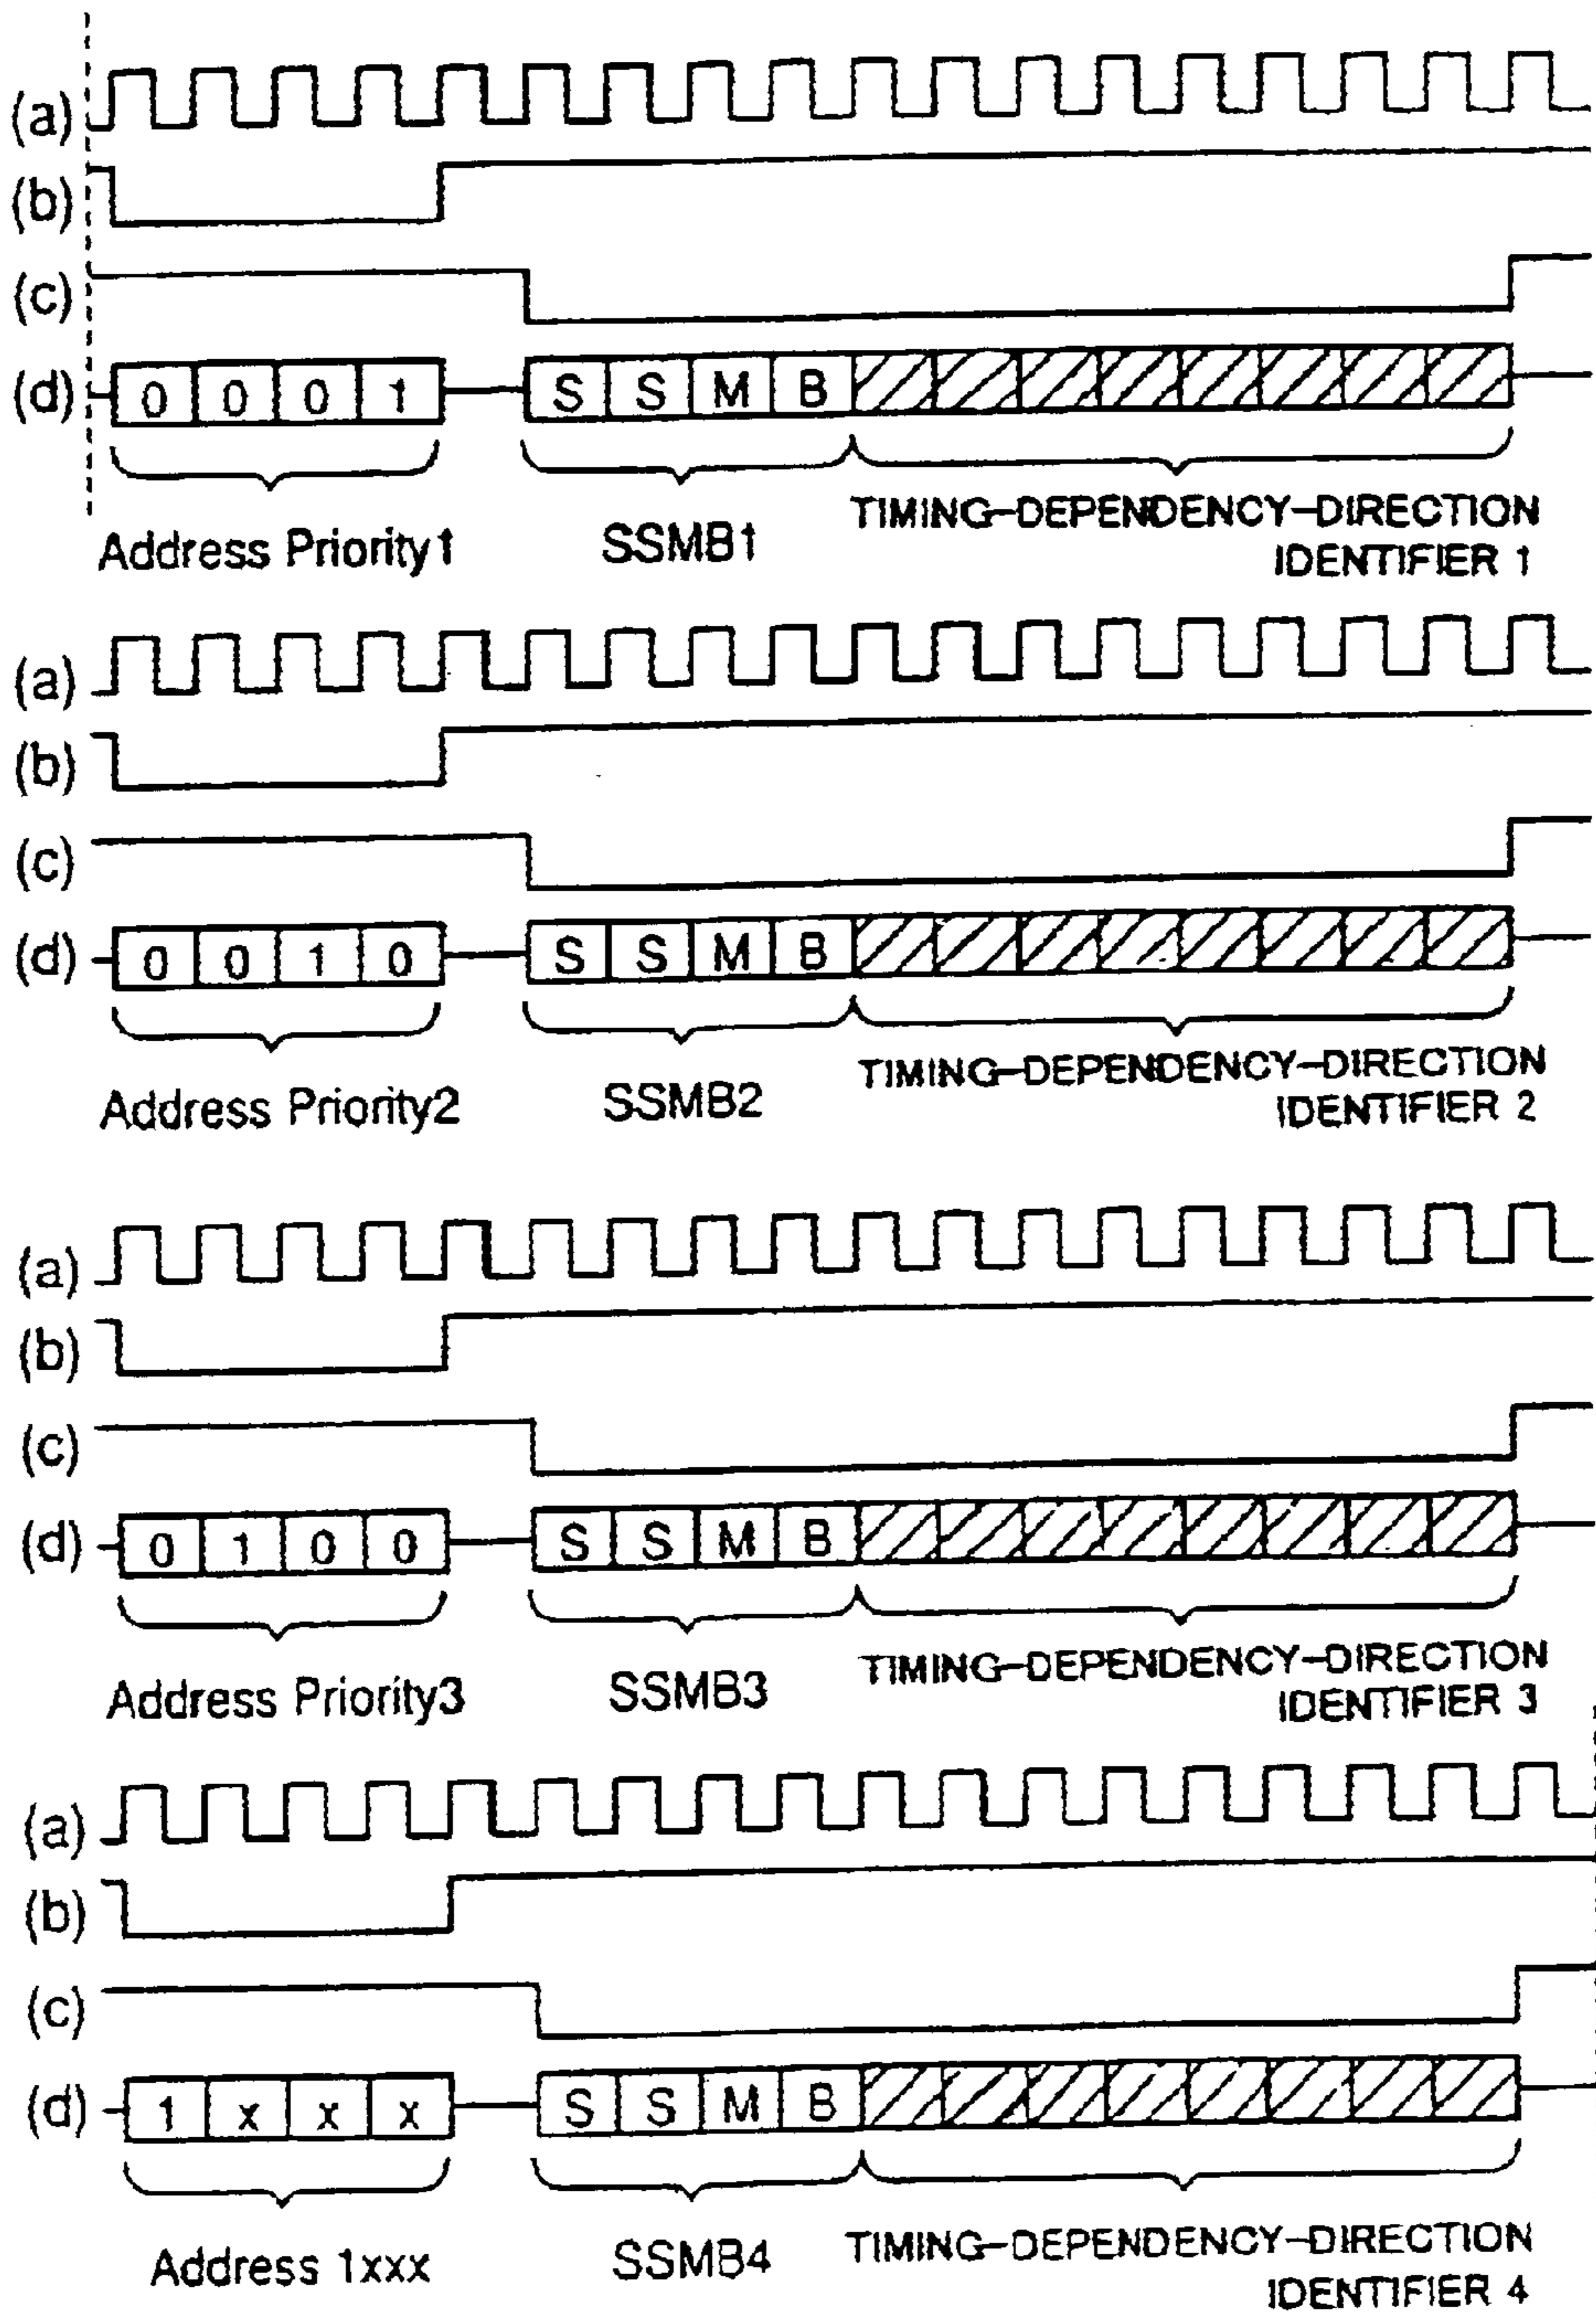 (a)
(b)
(c)
(d) 0 0 0 1 S S M B
Address Priority1 SSMB1 TIMING-DEPENDENCY-DIRECTION
IDENTIFIER 1
(a)
(b)
(c)
(d) 0 0 1 0 S S M B
Address Priority2 SSMB2 TIMING-DEPENDENCY-DIRECTION
IDENTIFIER 2
(a)
(b)
(c)
(d) 0 1 0 0 S S M B
Address Priority3 SSMB3 TIMING-DEPENDENCY-DIRECTION
IDENTIFIER 3
(a)
(b)
(c)
(d) 1 x x x S S M B
Address 1xxx SSMB4 TIMING-DEPENDENCY-DIRECTION
IDENTIFIER 4